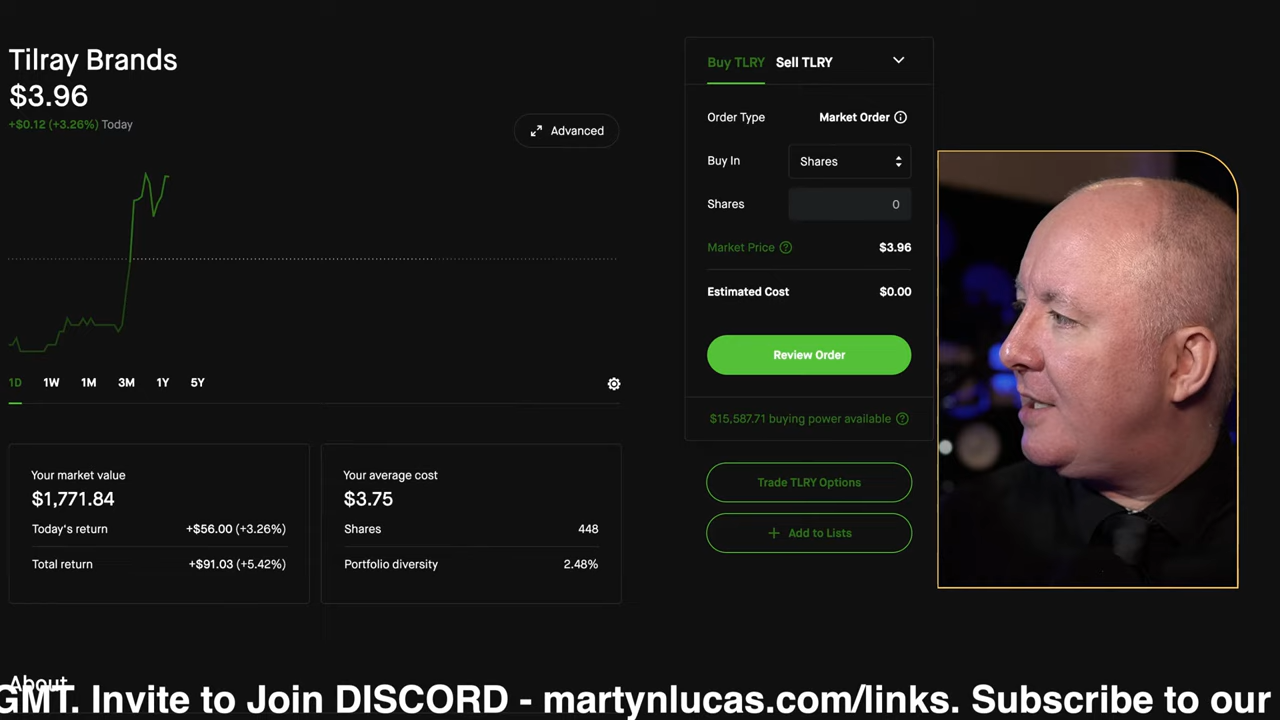 Tilray Brands
$3.96
+$0.12 (+3.26%) Today
Advanced
1D 1W 1M 3M 1Y 5Y
Your market value
$1,771.84
Today's return +$56.00 (+3.26%)
Total return +$91.03 (+5.42%)
Your average cost
$3.75
Shares 448
Portfolio diversity 2.48%
Buy TLRY Sell TLRY
Order Type Market Order
Buy In Shares
Shares 0
Market Price $3.96
Estimated Cost $0.00
Review Order
$15,587.71 buying power available
Trade TLRY Options
+ Add to Lists
About
GMT. Invite to Join DISCORD - martynlucas.com/links. Subscribe to our